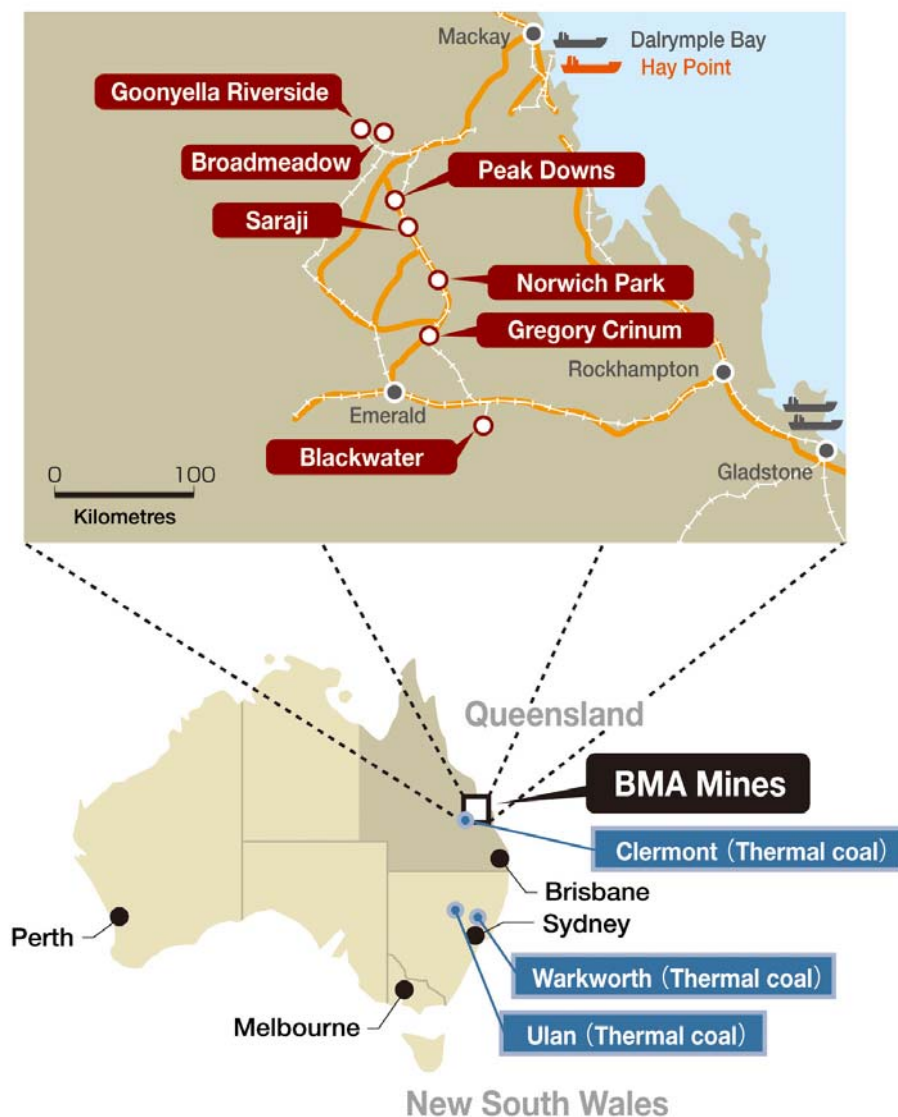 Mackay
Dalrymple Bay
Hay Point
Goonyella Riverside
Broadmeadow
Peak Downs
Saraji
Norwich Park
Gregory Crinum
Rockhampton
Emerald
Blackwater
Gladstone
0 100
Kilometres
Queensland
BMA Mines
Clermont (Thermal coal)
Brisbane
Sydney
Perth
Warkworth (Thermal coal)
Melbourne
Ulan (Thermal coal)
New South Wales